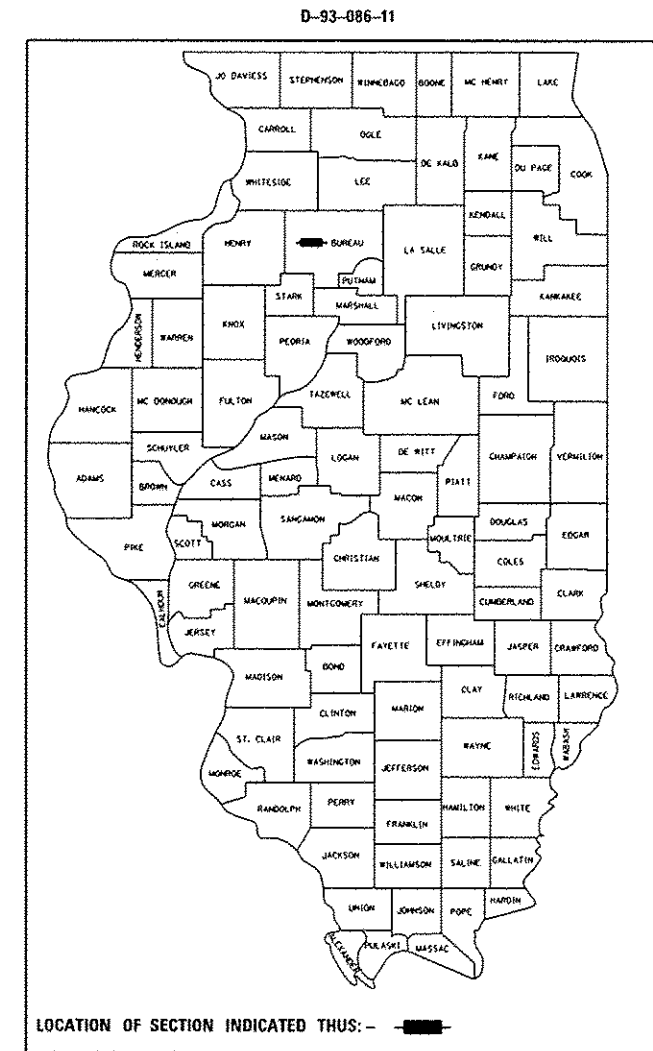 D-93-086-11
JO DAVIESS STEPHENSON WINNEBAGO BOONE MC HENRY LAKE
CARROLL OGLE DE KALB KANE DU PAGE COOK
WHITESIDE LEE
KENDALL WILL
ROCK ISLAND HENRY BUREAU LA SALLE GRUNDY
MERCER PUTNAM KANKAKEE
STARK MARSHALL
HENDERSON WARREN KNOX PEORIA WOODFORD LIVINGSTON IROQUOIS
HANCOCK MC DONOUGH FULTON TAZEWELL MC LEAN FORD
SCHUYLER MASON LOGAN DE WITT CHAMPAIGN VERMILION
ADAMS BROWN CASS MENARD MACON PIATT
PIKE SCOTT MORGAN SANGAMON CHRISTIAN MOULTRIE DOUGLAS EDGAR
COLES
CALHOUN GREENE MACOUPIN MONTGOMERY SHELBY CUMBERLAND CLARK
JERSEY FAYETTE EFFINGHAM JASPER CRAWFORD
MADISON BOND CLAY RICHLAND LAWRENCE
CLINTON MARION
ST. CLAIR WASHINGTON JEFFERSON WAYNE EDWARDS WABASH
MONROE
RANDOLPH PERRY FRANKLIN HAMILTON WHITE
JACKSON WILLIAMSON SALINE GALLATIN
UNION JOHNSON POPE HARDIN
ALEXANDER PULASKI MASSAC
LOCATION OF SECTION INDICATED THUS: -